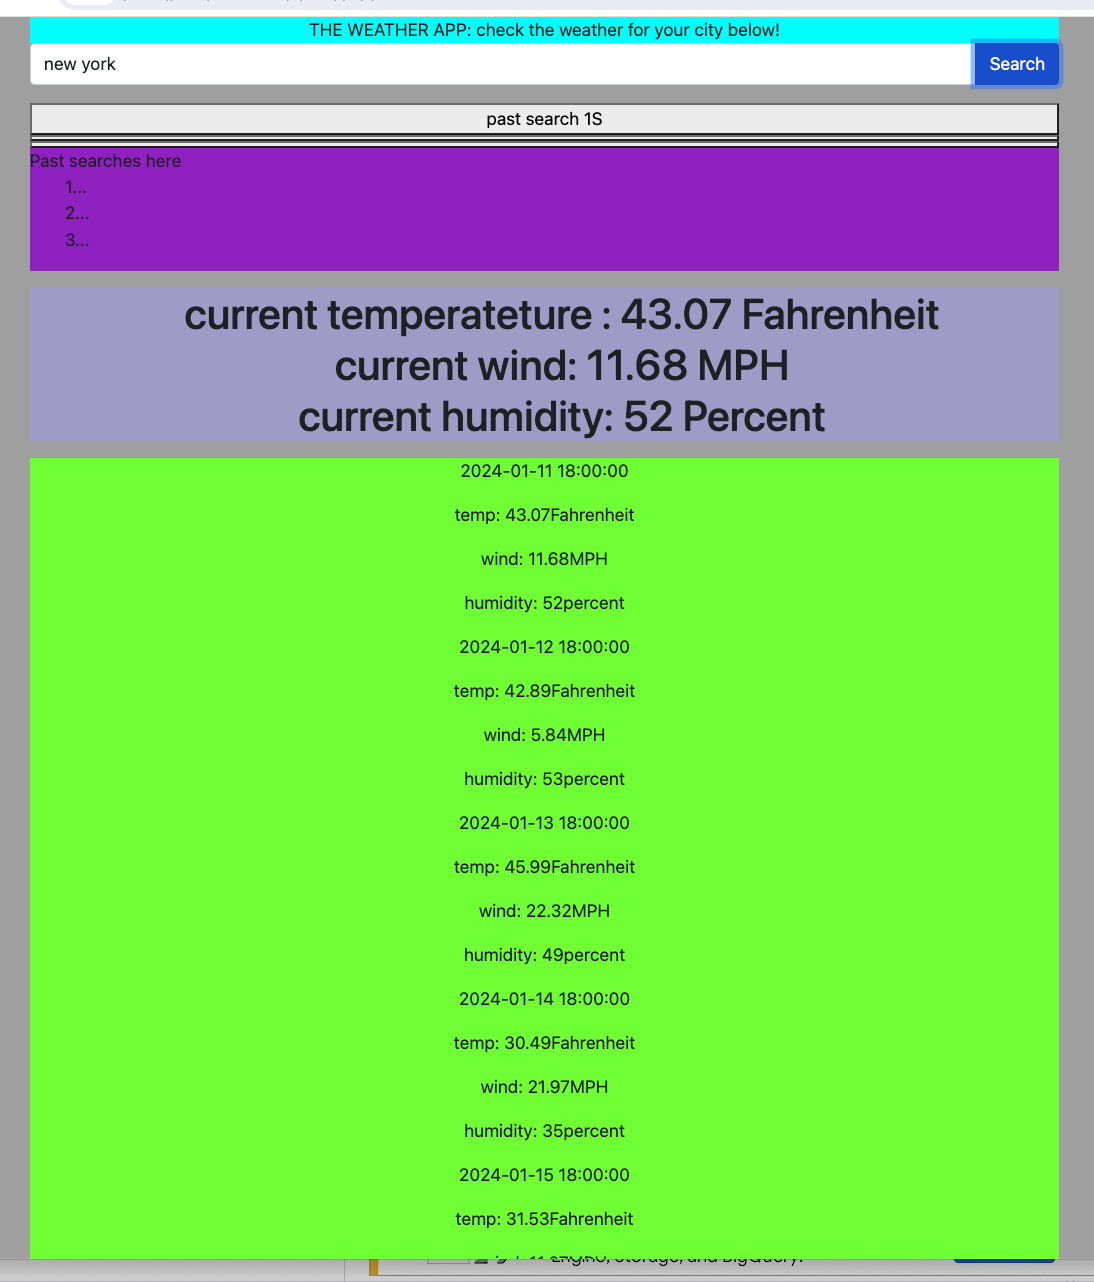 THE WEATHER APP: check the weather for your city below!
new york
Search
past search 1S
Past searches here
1...
2...
3...
current temperateture : 43.07 Fahrenheit
current wind: 11.68 MPH
current humidity: 52 Percent
2024-01-11 18:00:00
temp: 43.07Fahrenheit
wind: 11.68MPH
humidity: 52percent
2024-01-12 18:00:00
temp: 42.89Fahrenheit
wind: 5.84MPH
humidity: 53percent
2024-01-13 18:00:00
temp: 45.99Fahrenheit
wind: 22.32MPH
humidity: 49percent
2024-01-14 18:00:00
temp: 30.49Fahrenheit
wind: 21.97MPH
humidity: 35percent
2024-01-15 18:00:00
temp: 31.53Fahrenheit
Engine, Storage, and BigQuery.